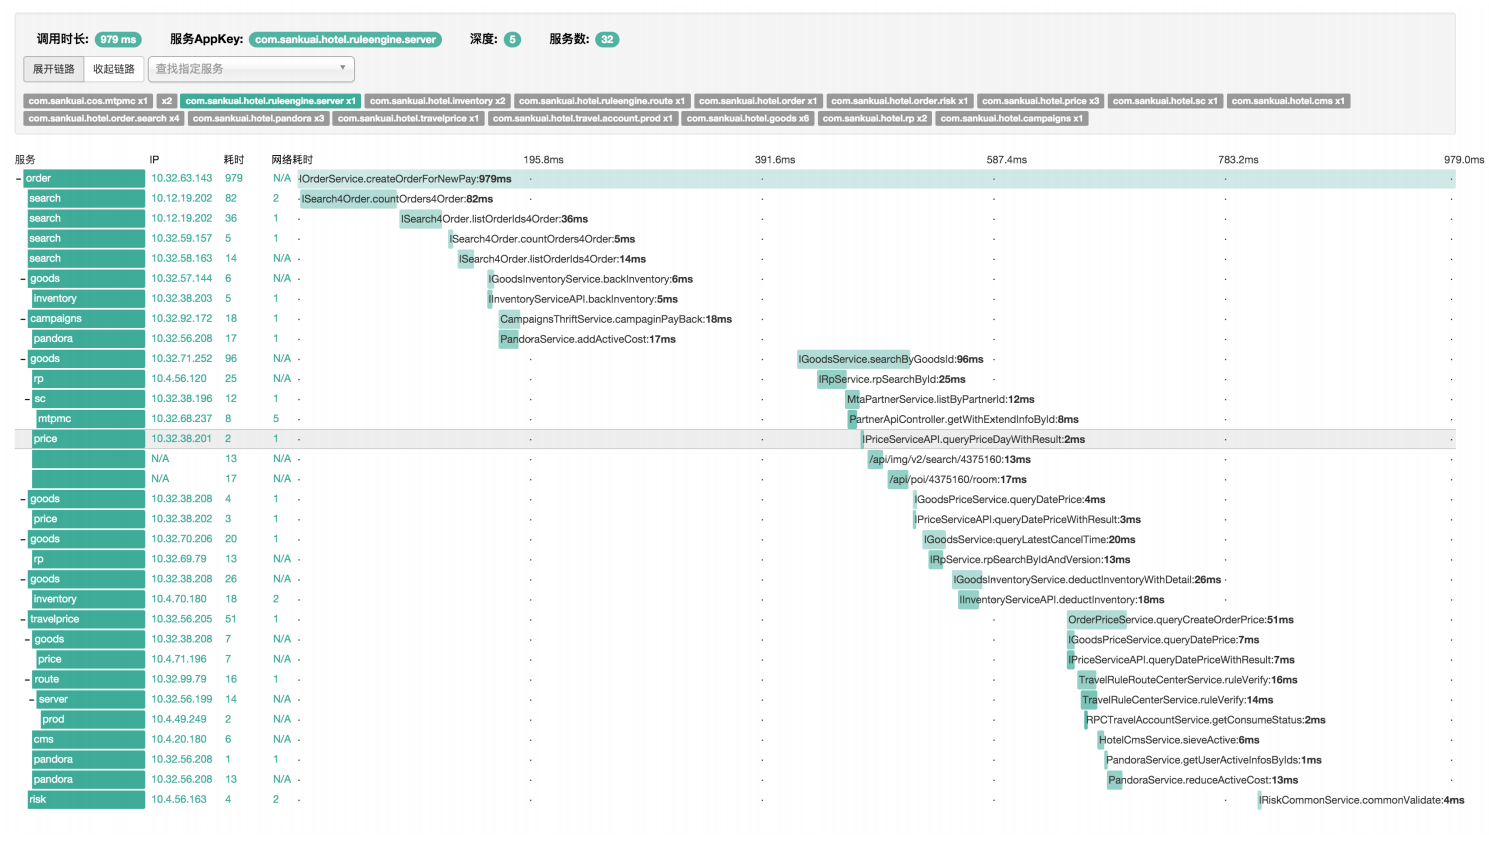 调用时长: 979 ms 服务AppKey: com.sankuai.hotel.ruleengine.server 深度: 5 服务数: 32
展开链路 收起链路 查找指定服务
com.sankuai.cos.mtpmc x1 x2 com.sankuai.hotel.ruleengine.server x1 com.sankuai.hotel.inventory x2 com.sankuai.hotel.ruleengine.route x1 com.sankuai.hotel.order x1 com.sankuai.hotel.order.risk x1 com.sankuai.hotel.price x3 com.sankuai.hotel.sc x1 com.sankuai.hotel.cms x1
com.sankuai.hotel.order.search x4 com.sankuai.hotel.pandora x3 com.sankuai.hotel.travelprice x1 com.sankuai.hotel.travel.account.prod x1 com.sankuai.hotel.goods x6 com.sankuai.hotel.rp x2 com.sankuai.hotel.campaigns x1
服务 IP 耗时 网络耗时 195.8ms 391.6ms 587.4ms 783.2ms 979.0ms
order 10.32.63.143 979 N/A IOrderService.createOrderForNewPay:979ms
search 10.12.19.202 82 2 ISearch4Order.countOrders4Order:82ms
search 10.12.19.202 36 1 ISearch4Order.listOrderIds4Order:36ms
search 10.32.59.157 5 1 ISearch4Order.countOrders4Order:5ms
search 10.32.58.163 14 N/A ISearch4Order.listOrderIds4Order:14ms
goods 10.32.57.144 6 N/A IGoodsInventoryService.backInventory:6ms
inventory 10.32.38.203 5 1 IInventoryServiceAPI.backInventory:5ms
campaigns 10.32.92.172 18 1 CampaignsThriftService.campaginPayBack:18ms
pandora 10.32.56.208 17 1 PandoraService.addActiveCost:17ms
goods 10.32.71.252 96 N/A IGoodsService.searchByGoodsId:96ms
rp 10.4.56.120 25 N/A IRpService.rpSearchById:25ms
sc 10.32.38.196 12 1 MtaPartnerService.listByPartnerId:12ms
mtpmc 10.32.68.237 8 5 PartnerApiController.getWithExtendInfoById:8ms
price 10.32.38.201 2 1 IPriceServiceAPI.queryPriceDayWithResult:2ms
N/A 13 N/A /api/img/v2/search/4375160:13ms
N/A 17 N/A /api/poi/4375160/room:17ms
goods 10.32.38.208 4 1 IGoodsPriceService.queryDatePrice:4ms
price 10.32.38.202 3 1 IPriceServiceAPI.queryDatePriceWithResult:3ms
goods 10.32.70.206 20 1 IGoodsService.queryLatestCancelTime:20ms
rp 10.32.69.79 13 N/A IRpService.rpSearchByIdAndVersion:13ms
goods 10.32.38.208 26 N/A IGoodsInventoryService.deductInventoryWithDetail:26ms
inventory 10.4.70.180 18 2 IInventoryServiceAPI.deductInventory:18ms
travelprice 10.32.56.205 51 1 OrderPriceService.queryCreateOrderPrice:51ms
goods 10.32.38.208 7 N/A IGoodsPriceService.queryDatePrice:7ms
price 10.4.71.196 7 N/A IPriceServiceAPI.queryDatePriceWithResult:7ms
route 10.32.99.79 16 1 TravelRuleRouteCenterService.ruleVerify:16ms
server 10.32.56.199 14 N/A TravelRuleCenterService.ruleVerify:14ms
prod 10.4.49.249 2 N/A RPCTravelAccountService.getConsumeStatus:2ms
cms 10.4.20.180 6 N/A HotelCmsService.sieveActive:6ms
pandora 10.32.56.208 1 1 PandoraService.getUserActiveInfosByIds:1ms
pandora 10.32.56.208 13 N/A PandoraService.reduceActiveCost:13ms
risk 10.4.56.163 4 2 IRiskCommonService.commonValidate:4ms